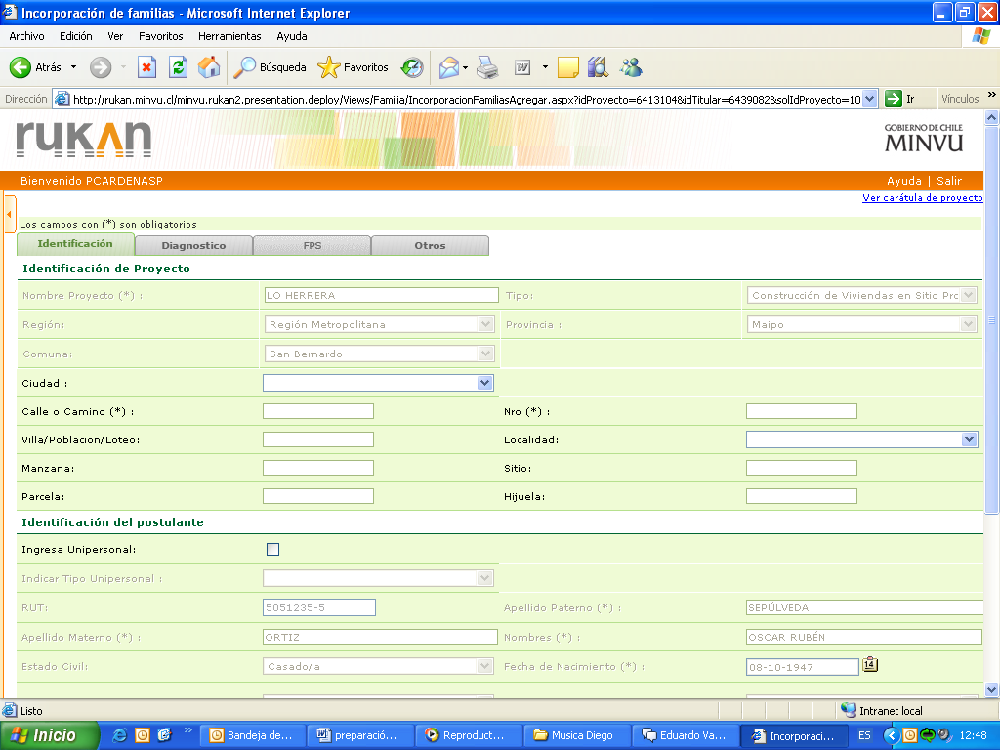 Incorporación de familias - Microsoft Internet Explorer
Archivo Edición Ver Favoritos Herramientas Ayuda
Atrás Búsqueda Favoritos
Dirección http://rukan.minvu.cl/minvu.rukan2.presentation.deploy/Views/Familia/IncorporacionFamiliasAgregar.aspx?idProyecto=6413104&idTitular=6439082&solIdProyecto=10 Ir Vínculos »
rukan GOBIERNO DE CHILE
MINVU
Bienvenido PCARDENASP Ayuda | Salir
Ver carátula de proyecto
Los campos con (*) son obligatorios
Identificación Diagnostico FPS Otros
Identificación de Proyecto
Nombre Proyecto (*) : LO HERRERA Tipo: Construcción de Viviendas en Sitio Prc
Región: Región Metropolitana Provincia : Maipo
Comuna: San Bernardo
Ciudad :
Calle o Camino (*) : Nro (*) :
Villa/Poblacion/Loteo: Localidad:
Manzana: Sitio:
Parcela: Hijuela:
Identificación del postulante
Ingresa Unipersonal:
Indicar Tipo Unipersonal :
RUT: 5051235-5 Apellido Paterno (*) : SEPÚLVEDA
Apellido Materno (*) : ORTIZ Nombres (*) : OSCAR RUBÉN
Estado Civil: Casado/a Fecha de Nacimiento (*) : 08-10-1947 14
Listo Intranet local
Inicio » Bandeja de... preparació... Reproduct... Musica Diego Eduardo Va... Incorporaci... ES 12:48